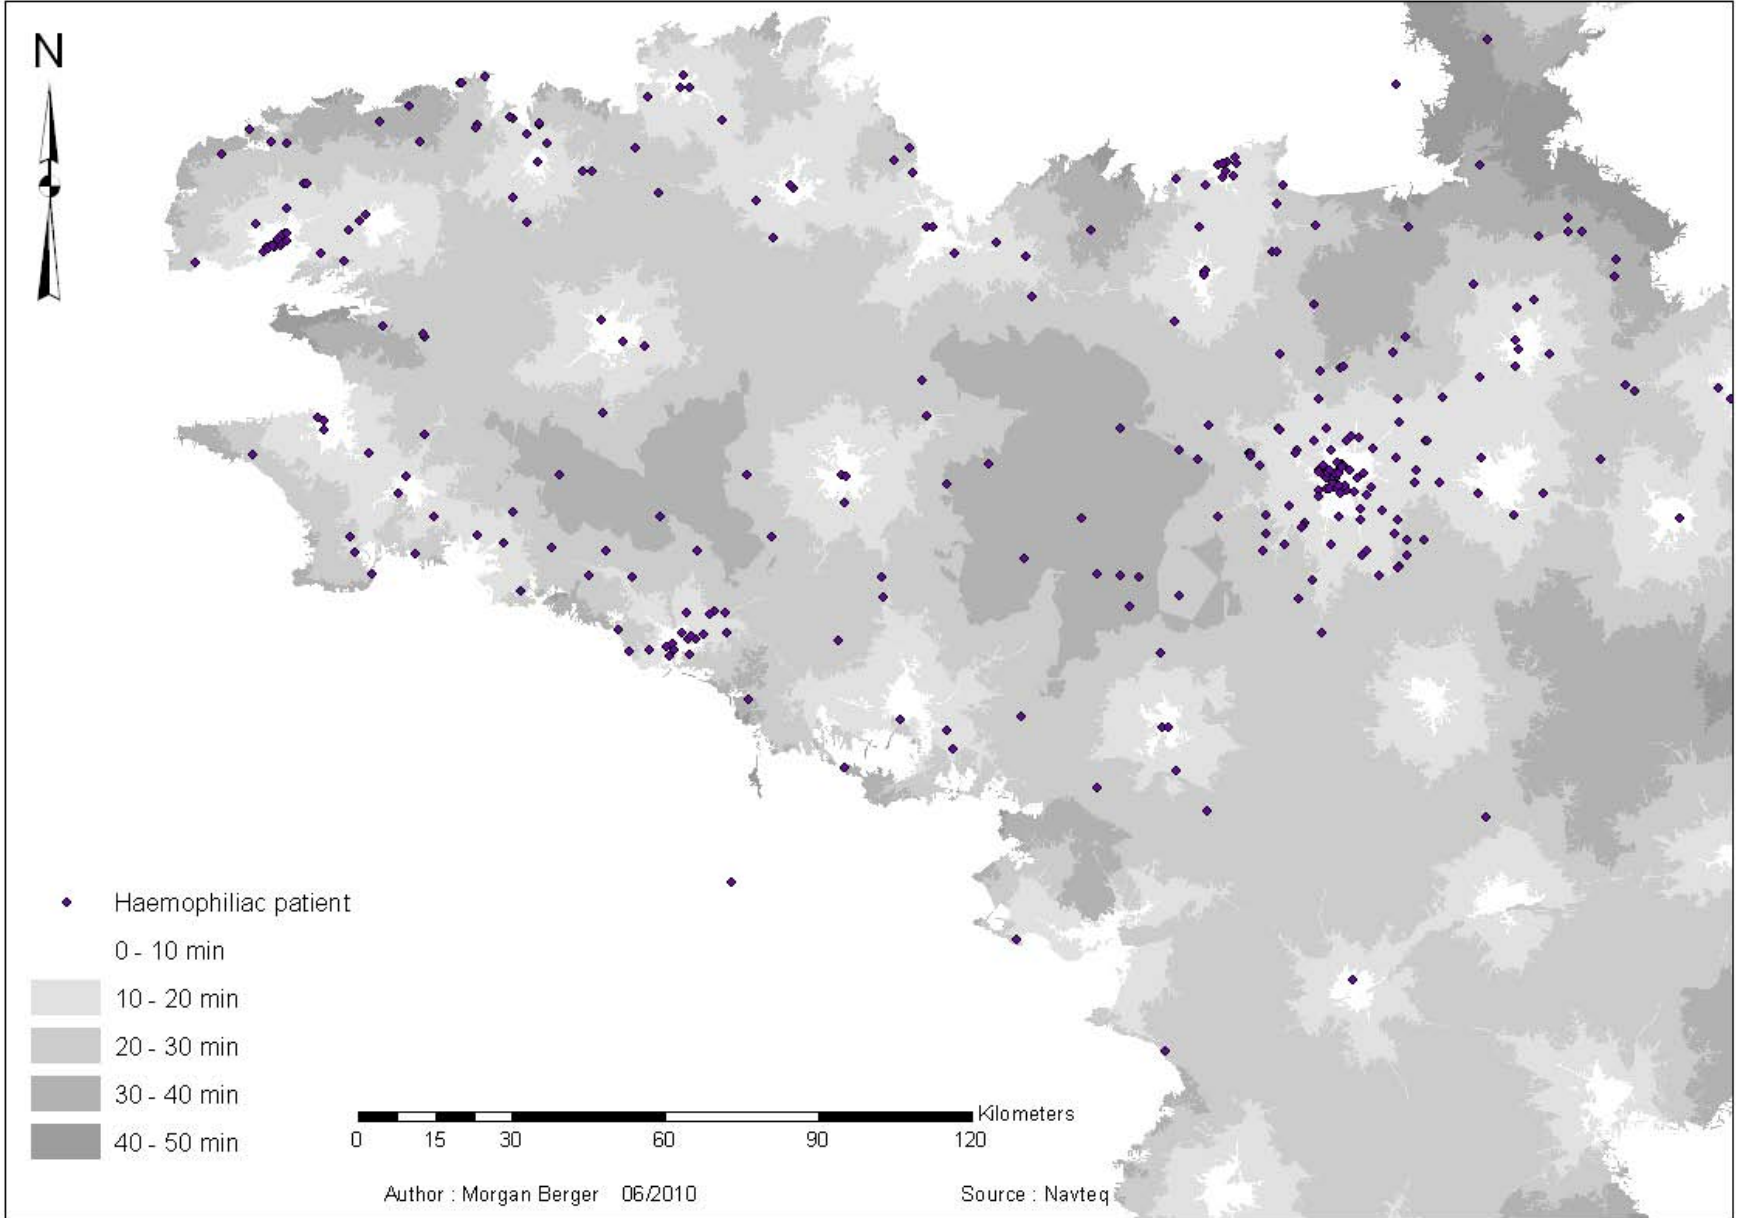 N
Haemophiliac patient
0 - 10 min
10 - 20 min
20 - 30 min
30 - 40 min
40 - 50 min
Kilometers
0 15 30 60 90 120
Author : Morgan Berger 06/2010 Source : Navteq